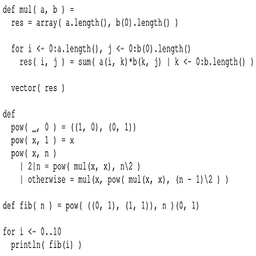 def mul( a, b ) =
res = array( a.length(), b(0).length() )
for i <- 0:a.length(), j <- 0:b(0).length()
res( i, j ) = sum( a(i, k)*b(k, j) | k <- 0:b.length() )
vector( res )
def
pow( _, 0 ) = ((1, 0), (0, 1))
pow( x, 1 ) = x
pow( x, n )
| 2|n = pow( mul(x, x), n\2 )
| otherwise = mul(x, pow( mul(x, x), (n - 1)\2 ) )
def fib( n ) = pow( ((0, 1), (1, 1)), n )(0, 1)
for i <- 0..10
println( fib(i) )